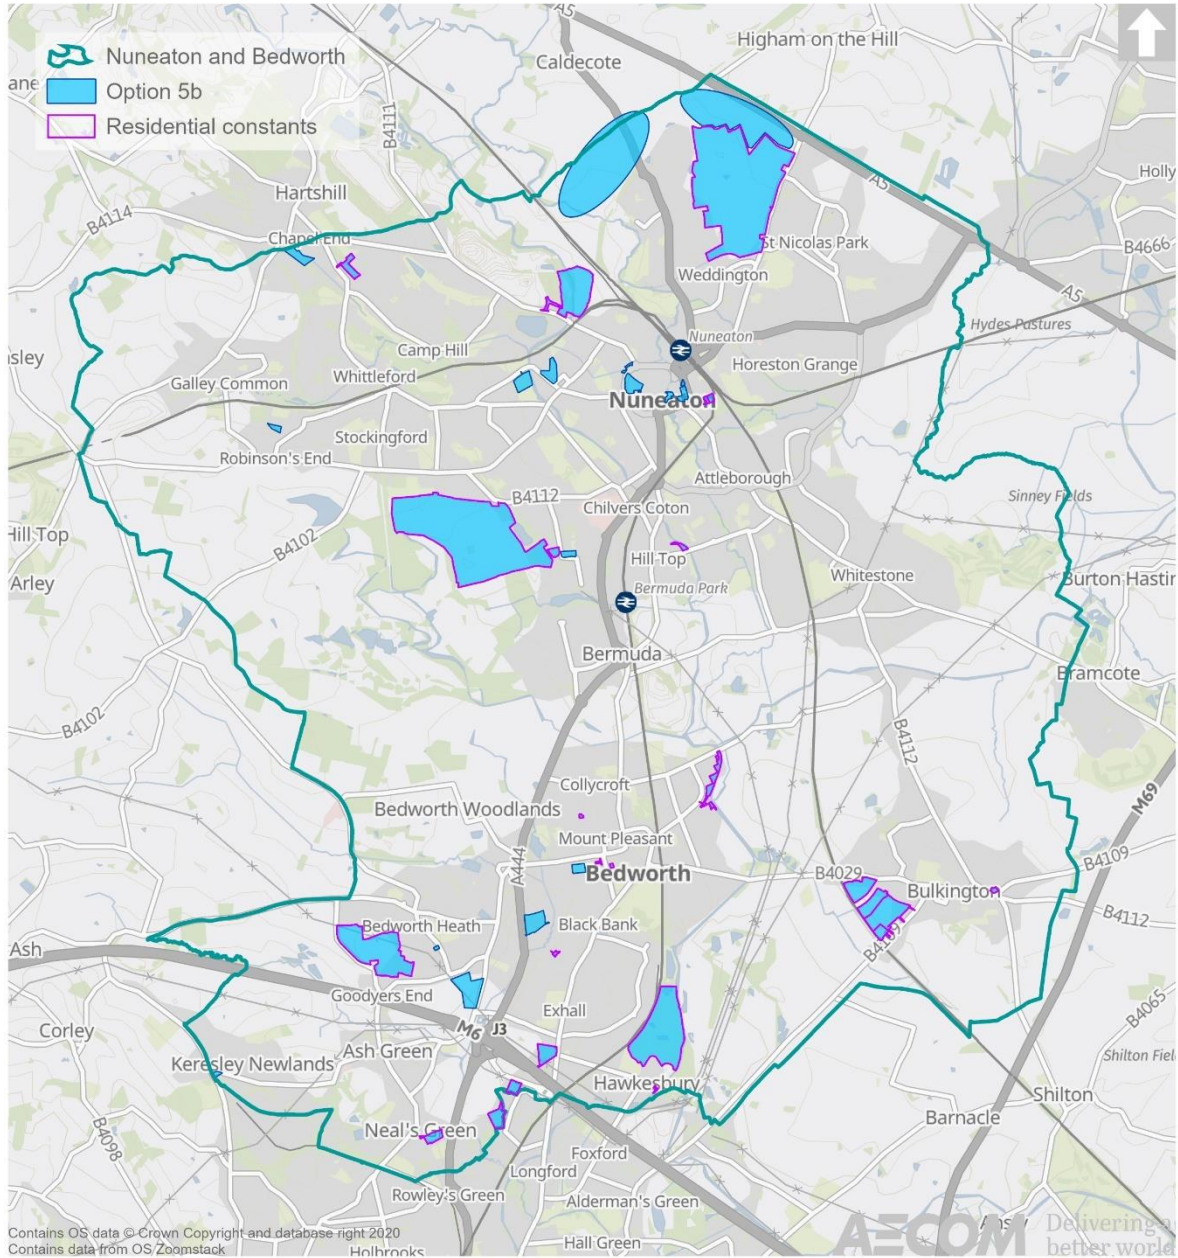 A5
Higham on the Hill
Caldecote
Nuneaton and Bedworth
Option 5b
Residential constants
B4111
Hartshill
A5
Holly
B4114
Chapel End
St Nicolas Park
B4666
Weddington
A5
Hydes Pastures
Nuneaton
Camp Hill
Horeston Grange
Whittleford
Galley Common
Nuneaton
Stockingford
Robinson's End
Attleborough
B4112
Sinney Fields
Chilvers Coton
Hill Top
B4102
Hill Top
Arley
Whitestone
Bermuda Park
Bermuda
Bramcote
B4102
B4112
Collycroft
M69
Bedworth Woodlands
Mount Pleasant
A444
B4109
Bedworth
B4029
Bulkington
B4112
Bedworth Heath
Black Bank
B4109
Ash
Goodyers End
Exhall
B4065
Corley
M6
J3
Ash Green
Keresley Newlands
Hawkesbury
Shilton
Barnacle
Neal's Green
B4098
Foxford
Longford
Rowley's Green
Alderman's Green
Contains OS data © Crown Copyright and database right 2020
Contains data from OS Zoomstack
Holbrooks
Hall Green
AECOM
Delivering a
better world